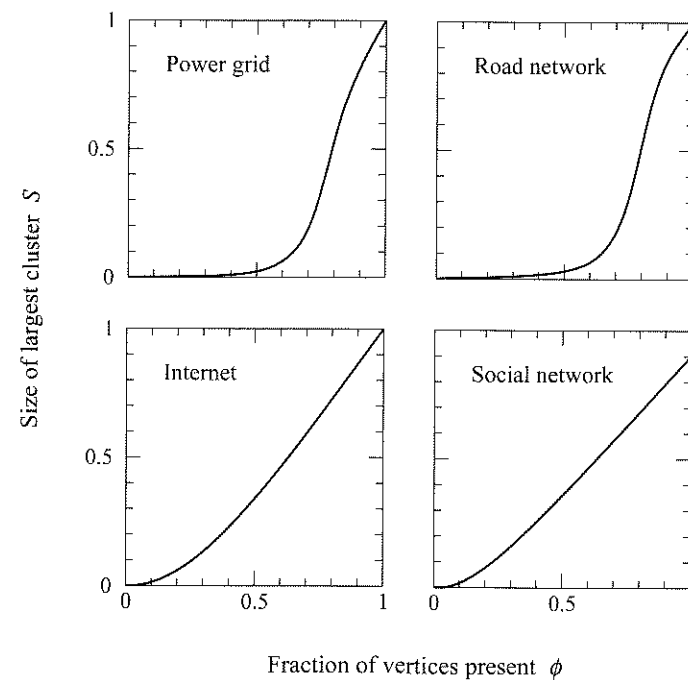 1
Power grid
Road network
0.5
0
Size of largest cluster S
1
Internet
Social network
0.5
0
0
0.5
1
0
0.5
Fraction of vertices present ϕ